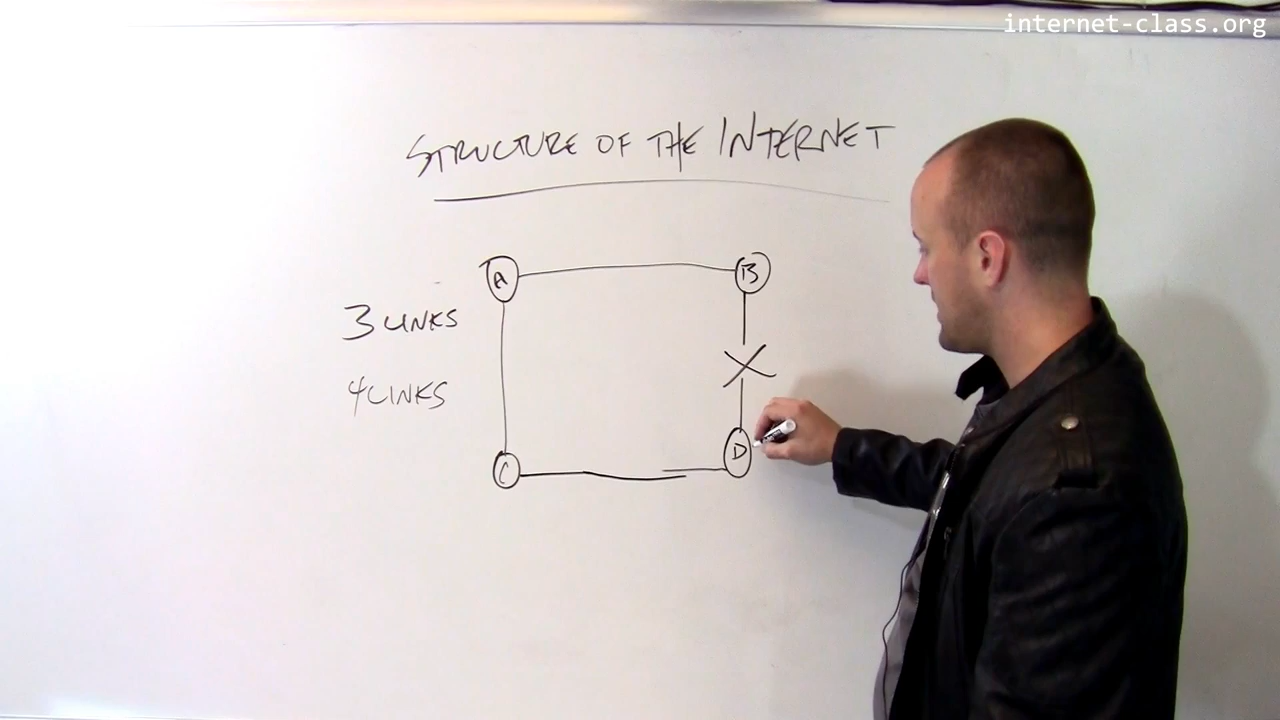 internet-class.org
STRUCTURE OF THE INTERNET
A
B
3 LINKS
4 LINKS
C
D